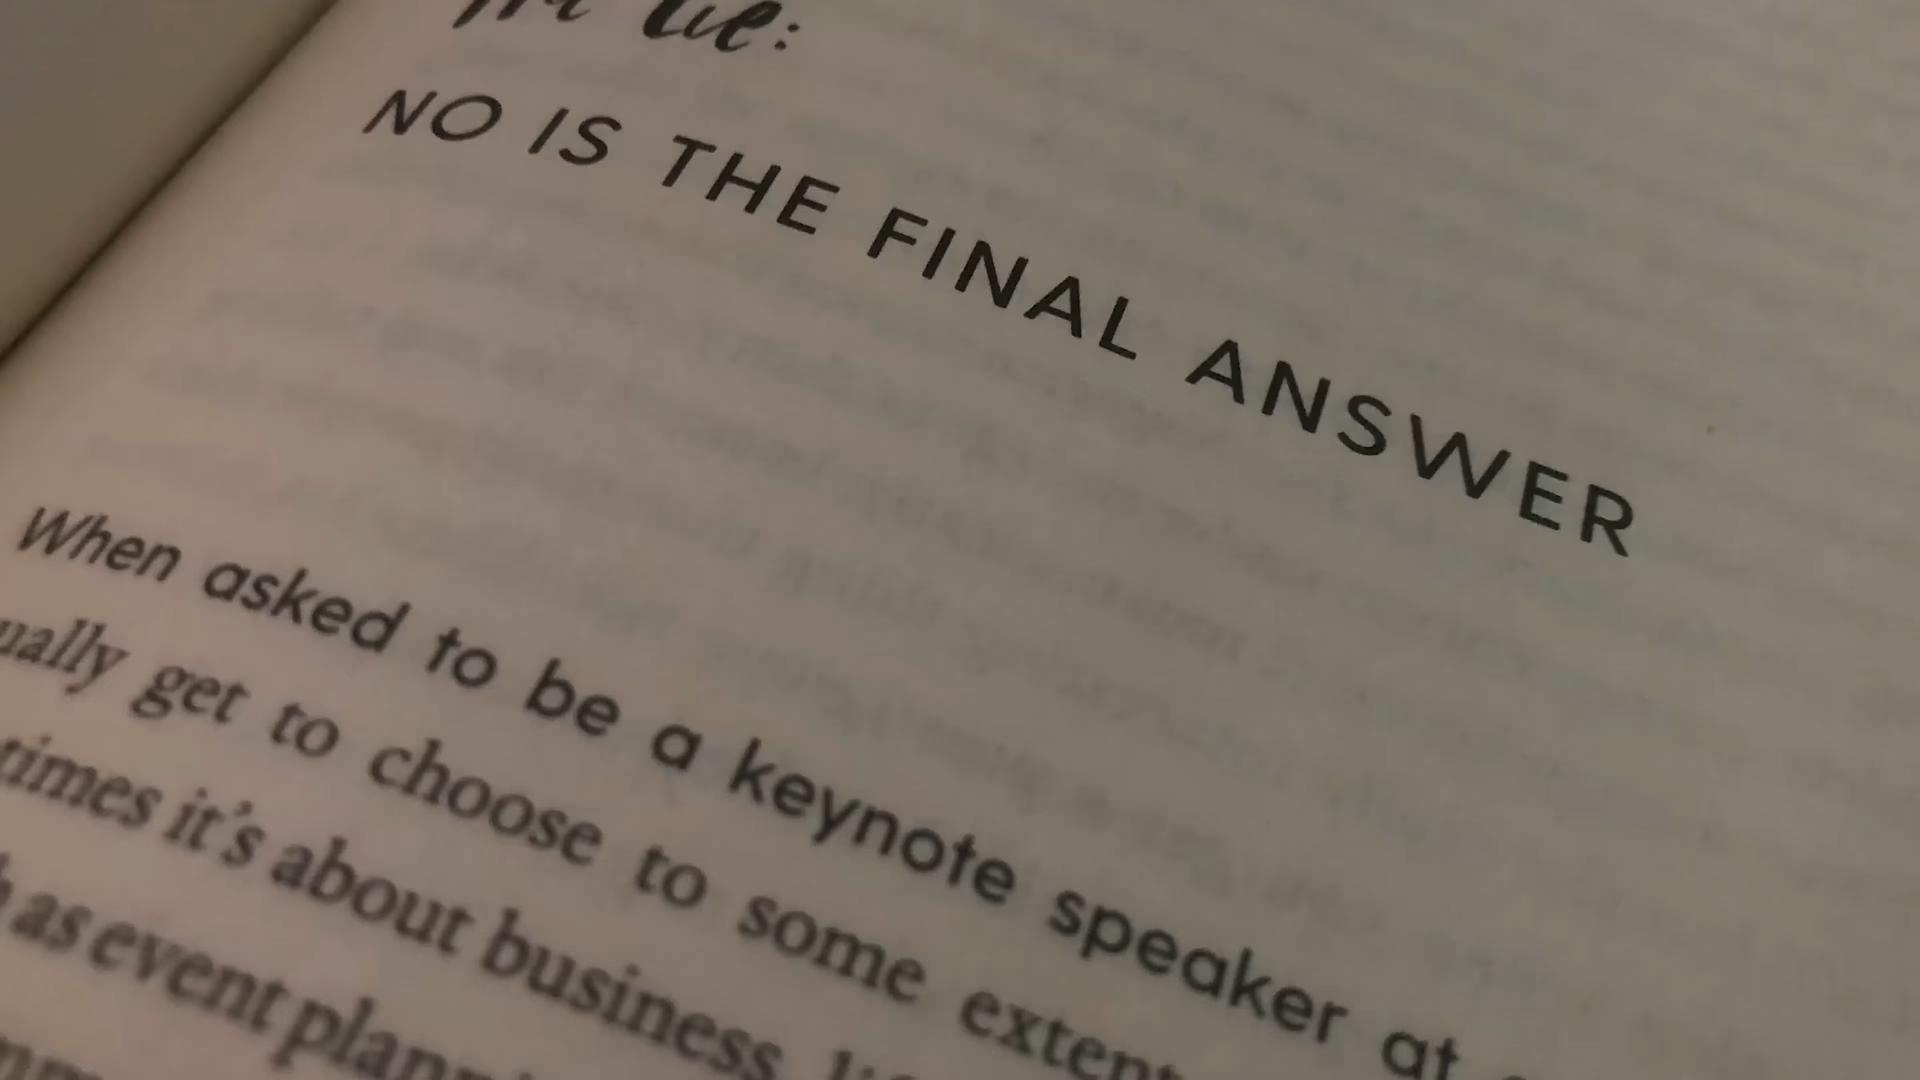 lie:
NO IS THE FINAL ANSWER
When asked to be a keynote speaker at
ually get to choose to some extent
times it's about business
as event